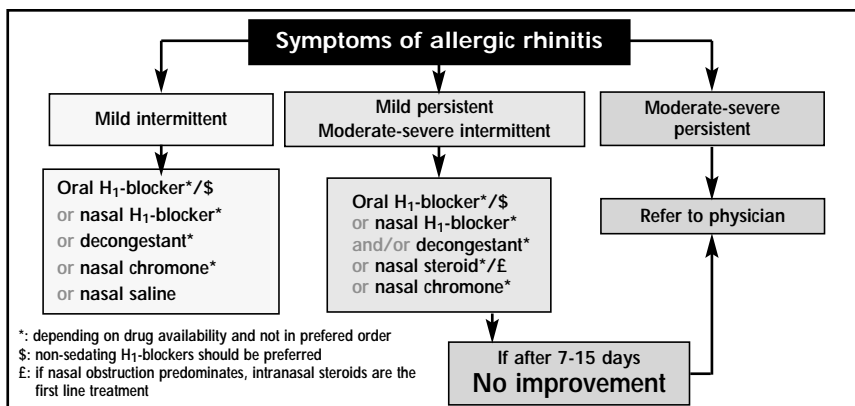 Symptoms of allergic rhinitis
Mild intermittent
Mild persistent
Moderate-severe intermittent
Moderate-severe
persistent
Oral H₁-blocker*/$
or nasal H₁-blocker*
or decongestant*
or nasal chromone*
or nasal saline
Oral H₁-blocker*/$
or nasal H₁-blocker*
and/or decongestant*
or nasal steroid*/£
or nasal chromone*
Refer to physician
*: depending on drug availability and not in prefered order
$: non-sedating H₁-blockers should be preferred
£: if nasal obstruction predominates, intranasal steroids are the
first line treatment
If after 7-15 days
No improvement